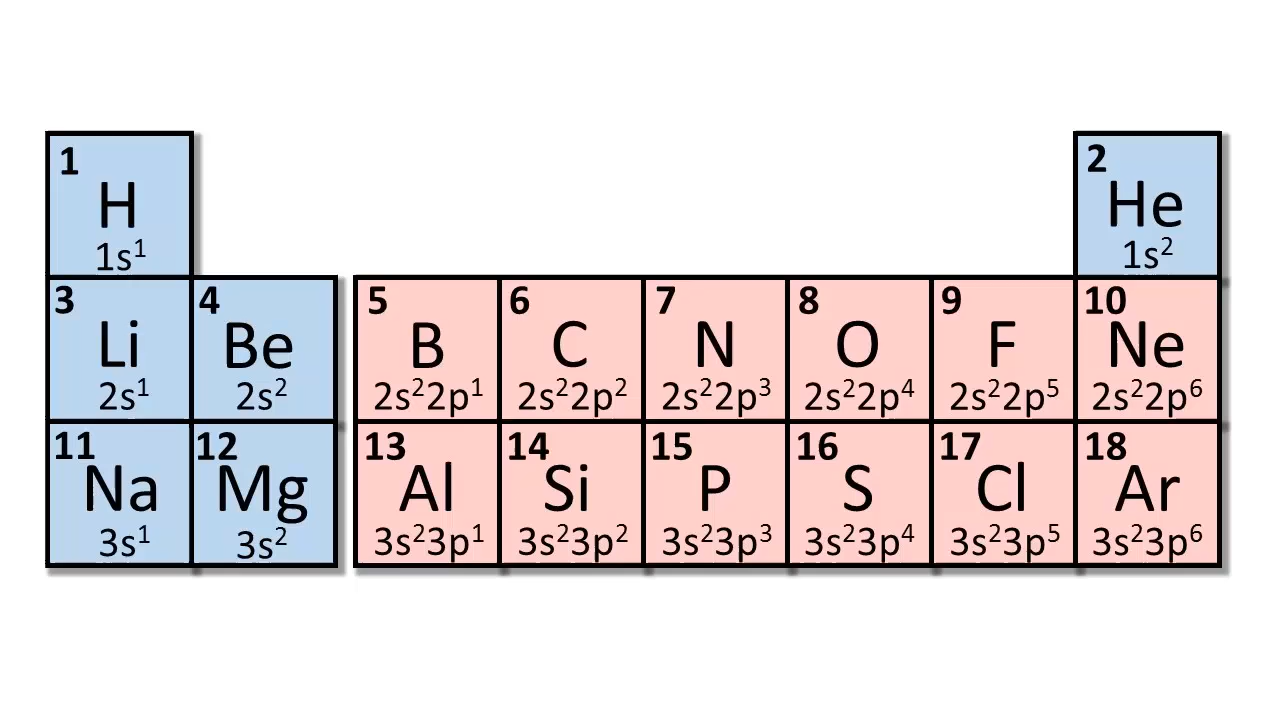 1 2
H He
1s¹ 1s²
3 4 5 6 7 8 9 10
Li Be B C N O F Ne
2s¹ 2s² 2s²2p¹ 2s²2p² 2s²2p³ 2s²2p⁴ 2s²2p⁵ 2s²2p⁶
11 12 13 14 15 16 17 18
Na Mg Al Si P S Cl Ar
3s¹ 3s² 3s²3p¹ 3s²3p² 3s²3p³ 3s²3p⁴ 3s²3p⁵ 3s²3p⁶